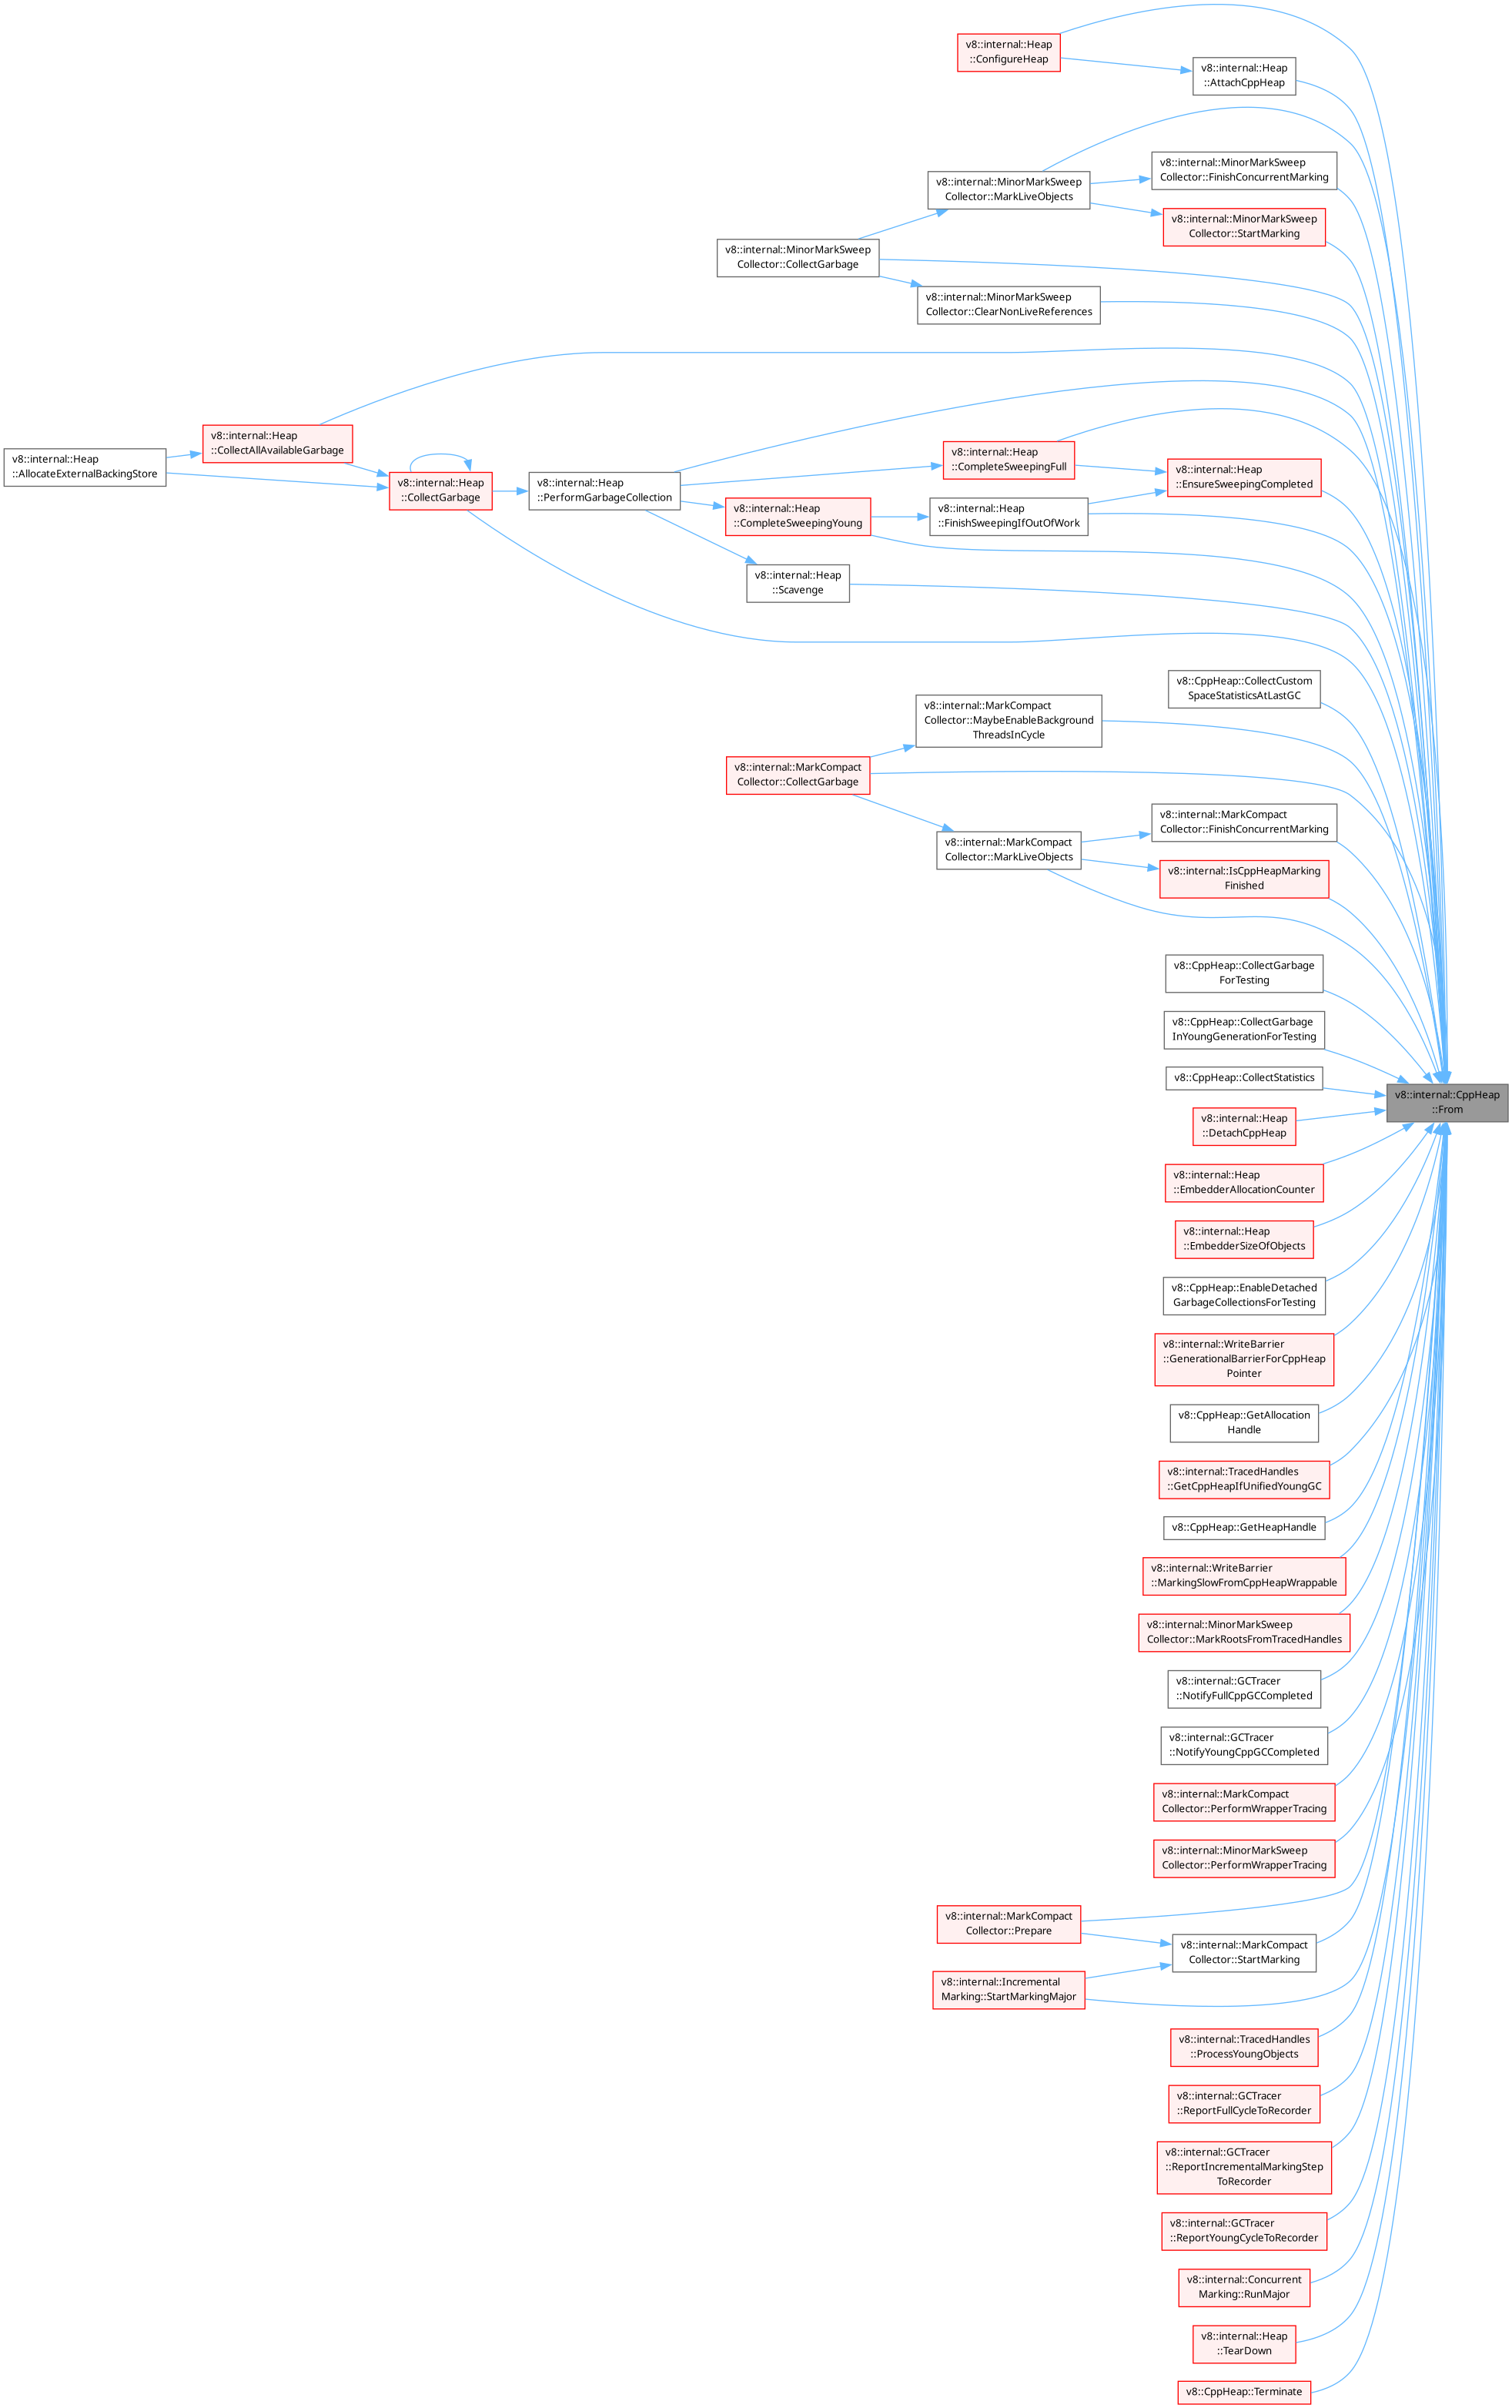 v8::internal::Heap
::ConfigureHeap
v8::internal::Heap
::AttachCppHeap
v8::internal::MinorMarkSweep
Collector::FinishConcurrentMarking
v8::internal::MinorMarkSweep
Collector::MarkLiveObjects
v8::internal::MinorMarkSweep
Collector::StartMarking
v8::internal::MinorMarkSweep
Collector::CollectGarbage
v8::internal::MinorMarkSweep
Collector::ClearNonLiveReferences
v8::internal::Heap
::CollectAllAvailableGarbage
v8::internal::Heap
::AllocateExternalBackingStore
v8::internal::Heap
::CollectGarbage
v8::internal::Heap
::PerformGarbageCollection
v8::internal::Heap
::CompleteSweepingFull
v8::internal::Heap
::EnsureSweepingCompleted
v8::internal::Heap
::CompleteSweepingYoung
v8::internal::Heap
::FinishSweepingIfOutOfWork
v8::internal::Heap
::Scavenge
v8::CppHeap::CollectCustom
SpaceStatisticsAtLastGC
v8::internal::MarkCompact
Collector::MaybeEnableBackground
ThreadsInCycle
v8::internal::MarkCompact
Collector::CollectGarbage
v8::internal::MarkCompact
Collector::FinishConcurrentMarking
v8::internal::MarkCompact
Collector::MarkLiveObjects
v8::internal::IsCppHeapMarking
Finished
v8::CppHeap::CollectGarbage
ForTesting
v8::CppHeap::CollectGarbage
InYoungGenerationForTesting
v8::CppHeap::CollectStatistics
v8::internal::CppHeap
::From
v8::internal::Heap
::DetachCppHeap
v8::internal::Heap
::EmbedderAllocationCounter
v8::internal::Heap
::EmbedderSizeOfObjects
v8::CppHeap::EnableDetached
GarbageCollectionsForTesting
v8::internal::WriteBarrier
::GenerationalBarrierForCppHeap
Pointer
v8::CppHeap::GetAllocation
Handle
v8::internal::TracedHandles
::GetCppHeapIfUnifiedYoungGC
v8::CppHeap::GetHeapHandle
v8::internal::WriteBarrier
::MarkingSlowFromCppHeapWrappable
v8::internal::MinorMarkSweep
Collector::MarkRootsFromTracedHandles
v8::internal::GCTracer
::NotifyFullCppGCCompleted
v8::internal::GCTracer
::NotifyYoungCppGCCompleted
v8::internal::MarkCompact
Collector::PerformWrapperTracing
v8::internal::MinorMarkSweep
Collector::PerformWrapperTracing
v8::internal::MarkCompact
Collector::Prepare
v8::internal::MarkCompact
Collector::StartMarking
v8::internal::Incremental
Marking::StartMarkingMajor
v8::internal::TracedHandles
::ProcessYoungObjects
v8::internal::GCTracer
::ReportFullCycleToRecorder
v8::internal::GCTracer
::ReportIncrementalMarkingStep
ToRecorder
v8::internal::GCTracer
::ReportYoungCycleToRecorder
v8::internal::Concurrent
Marking::RunMajor
v8::internal::Heap
::TearDown
v8::CppHeap::Terminate